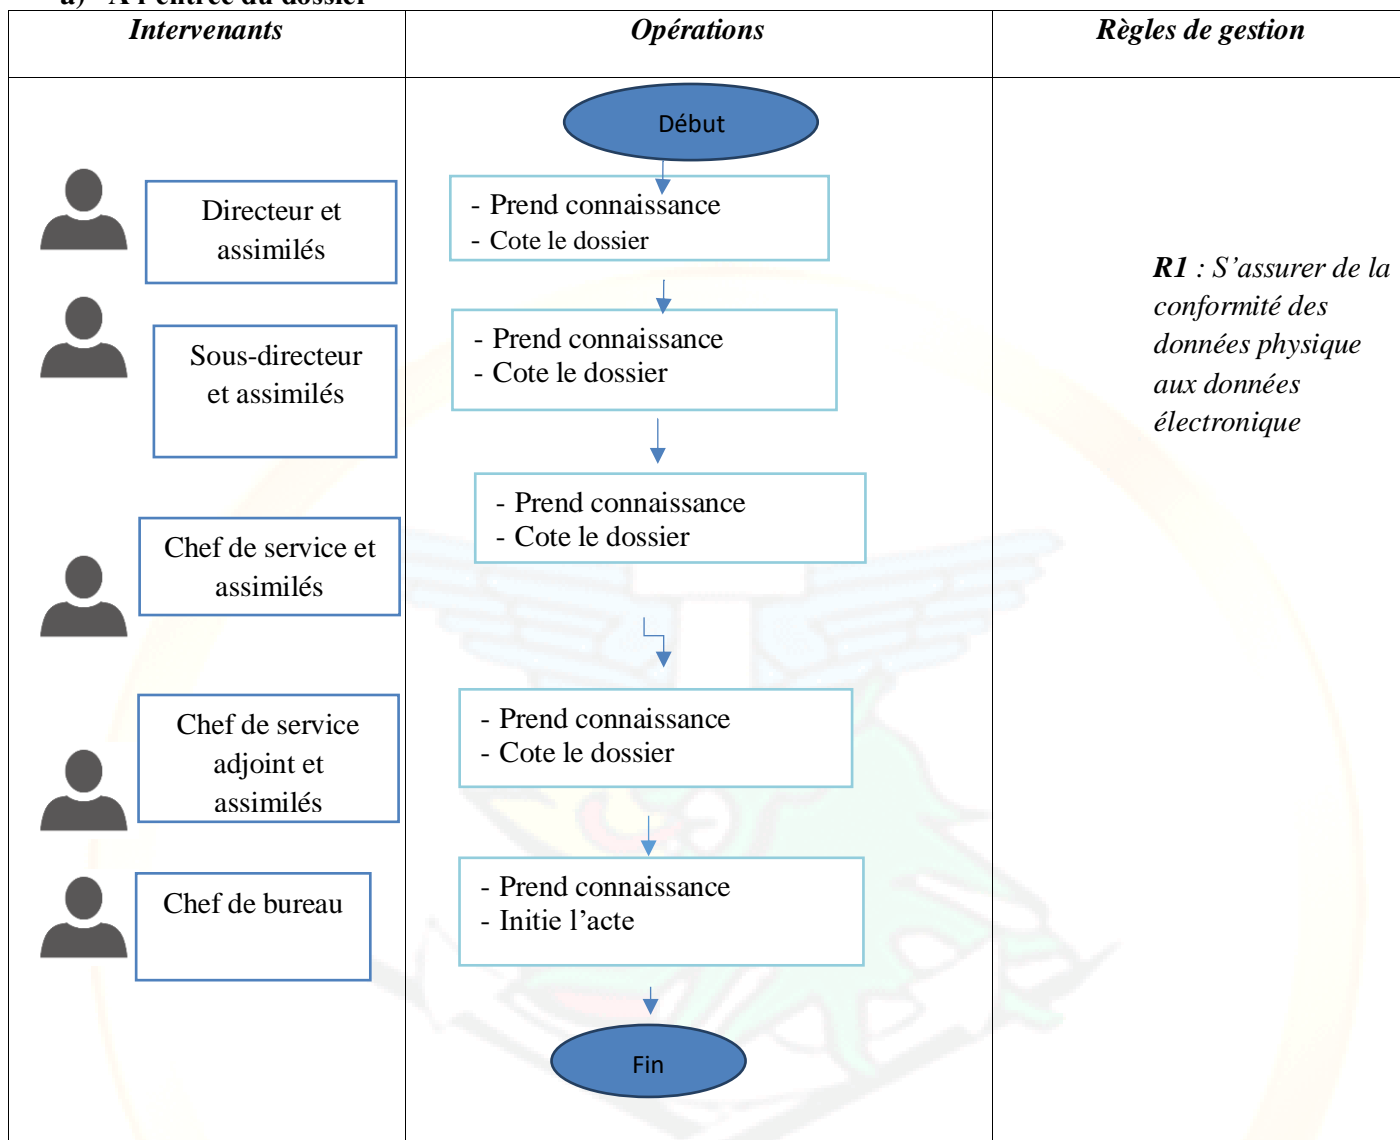 a) A l'entrée du dossier
Intervenants
Opérations
Règles de gestion
Début
Directeur et
assimilés
- Prend connaissance
- Cote le dossier
R1 : S'assurer de la
conformité des
données physique
aux données
électronique
Sous-directeur
et assimilés
- Prend connaissance
- Cote le dossier
Chef de service et
assimilés
- Prend connaissance
- Cote le dossier
Chef de service
adjoint et
assimilés
- Prend connaissance
- Cote le dossier
Chef de bureau
- Prend connaissance
- Initie l'acte
Fin